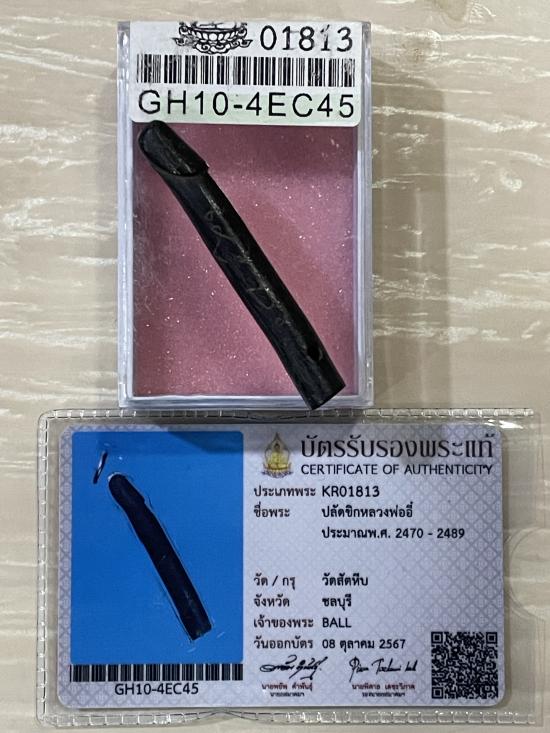 01813
GH10-4EC45
บัตรรับรองพระแท้
CERTIFICATE OF AUTHENTICITY
ประเภทพระ KR01813
ชื่อพระ ปลัดขิกหลวงพ่ออี๋
ประมาณพ.ศ. 2470 - 2489
วัด / กรุ วัดสัตหีบ
จังหวัด ชลบุรี
เจ้าของพระ BALL
วันออกบัตร 08 ตุลาคม 2567
GH10-4EC45